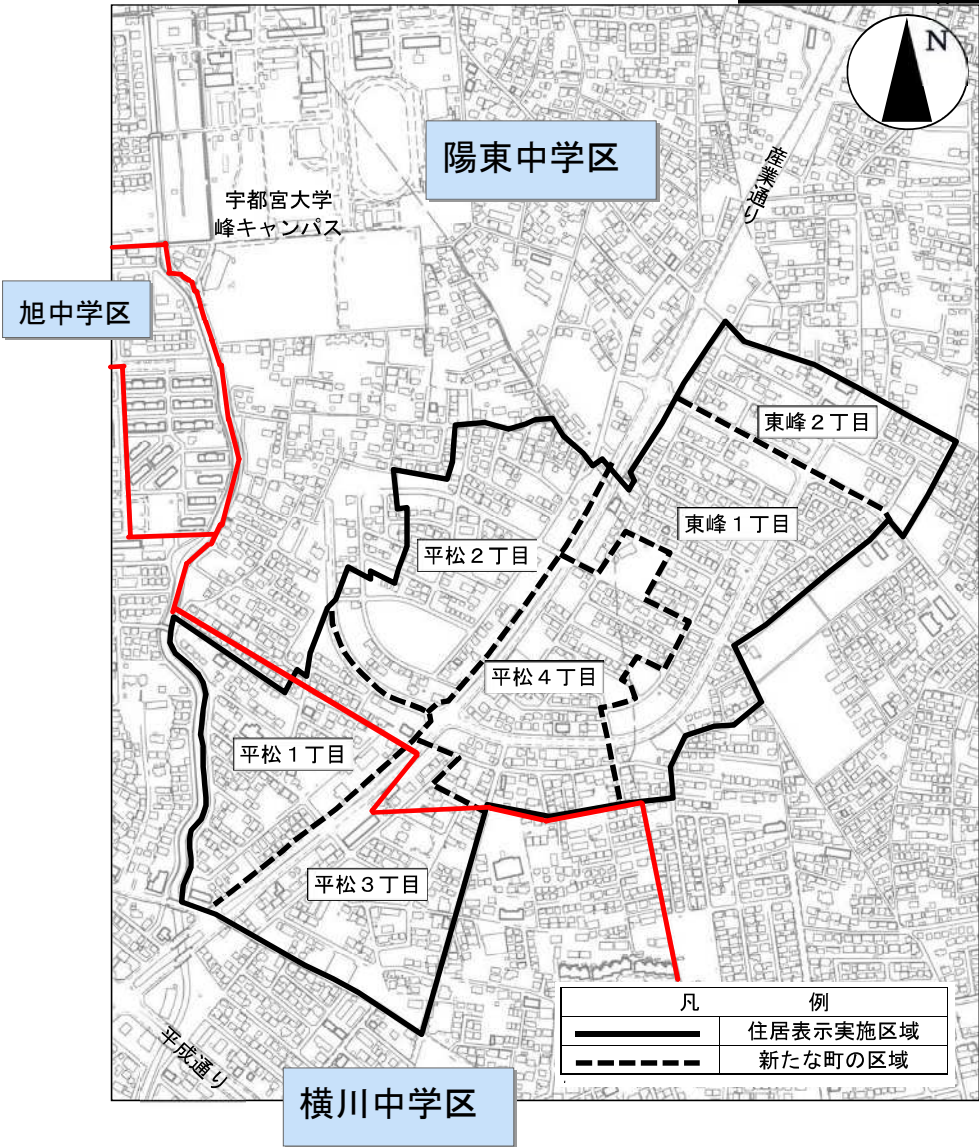 N
陽東中学区
産業通り
宇都宮大学
峰キャンパス
旭中学区
東峰２丁目
東峰１丁目
平松２丁目
平松４丁目
平松１丁目
平松３丁目
凡　例
住居表示実施区域
新たな町の区域
平成通り
横川中学区